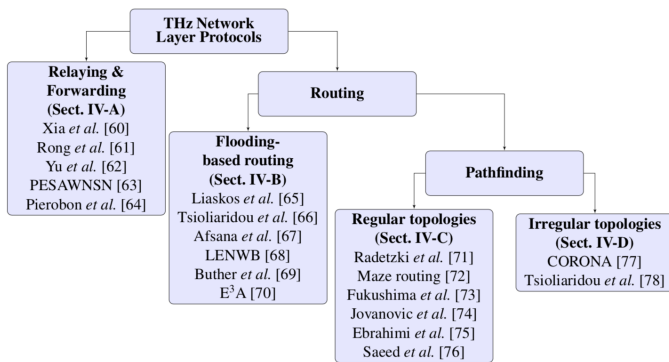 THz Network
Layer Protocols
Relaying &
Forwarding
(Sect. IV-A)
Xia et al. [60]
Rong et al. [61]
Yu et al. [62]
PESAWNSN [63]
Pierobon et al. [64]
Routing
Flooding-
based routing
(Sect. IV-B)
Liaskos et al. [65]
Tsioliaridou et al. [66]
Afsana et al. [67]
LENWB [68]
Buther et al. [69]
E³A [70]
Pathfinding
Regular topologies
(Sect. IV-C)
Radetzki et al. [71]
Maze routing [72]
Fukushima et al. [73]
Jovanovic et al. [74]
Ebrahimi et al. [75]
Saeed et al. [76]
Irregular topologies
(Sect. IV-D)
CORONA [77]
Tsioliaridou et al. [78]